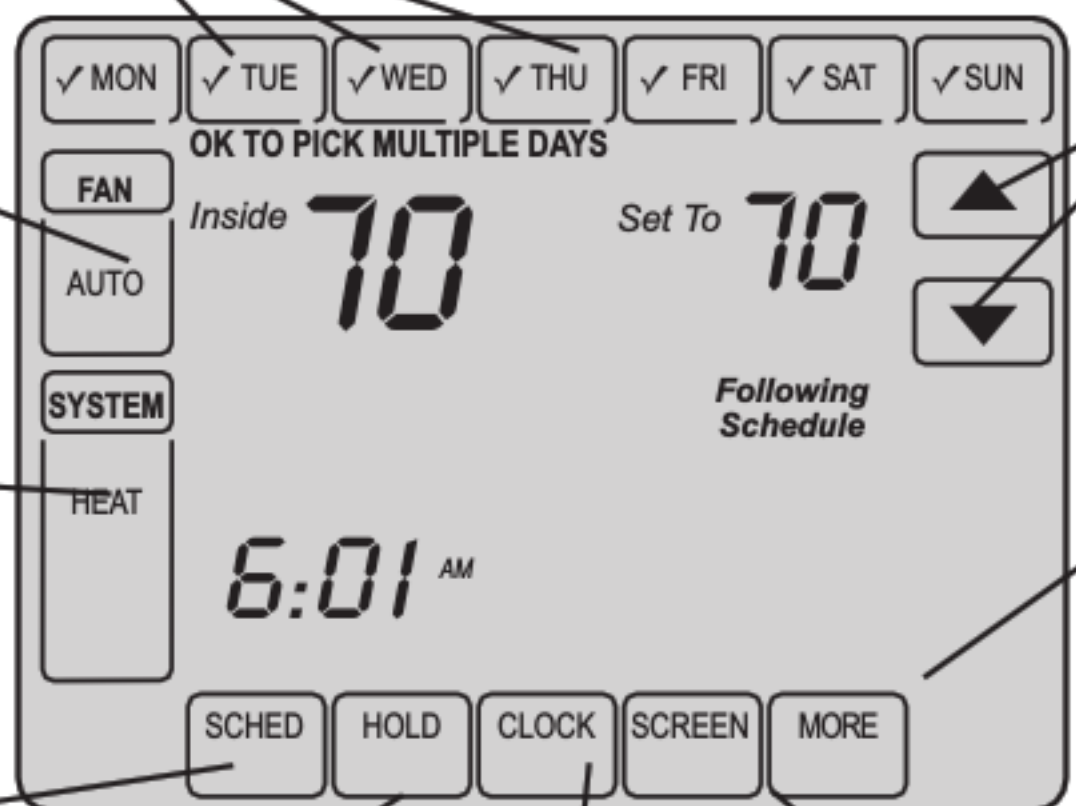 ✓ MON ✓ TUE ✓ WED ✓ THU ✓ FRI ✓ SAT ✓ SUN
OK TO PICK MULTIPLE DAYS
FAN
AUTO
Inside 70
Set To 70
Following
Schedule
SYSTEM
HEAT
6:01 AM
SCHED HOLD CLOCK SCREEN MORE